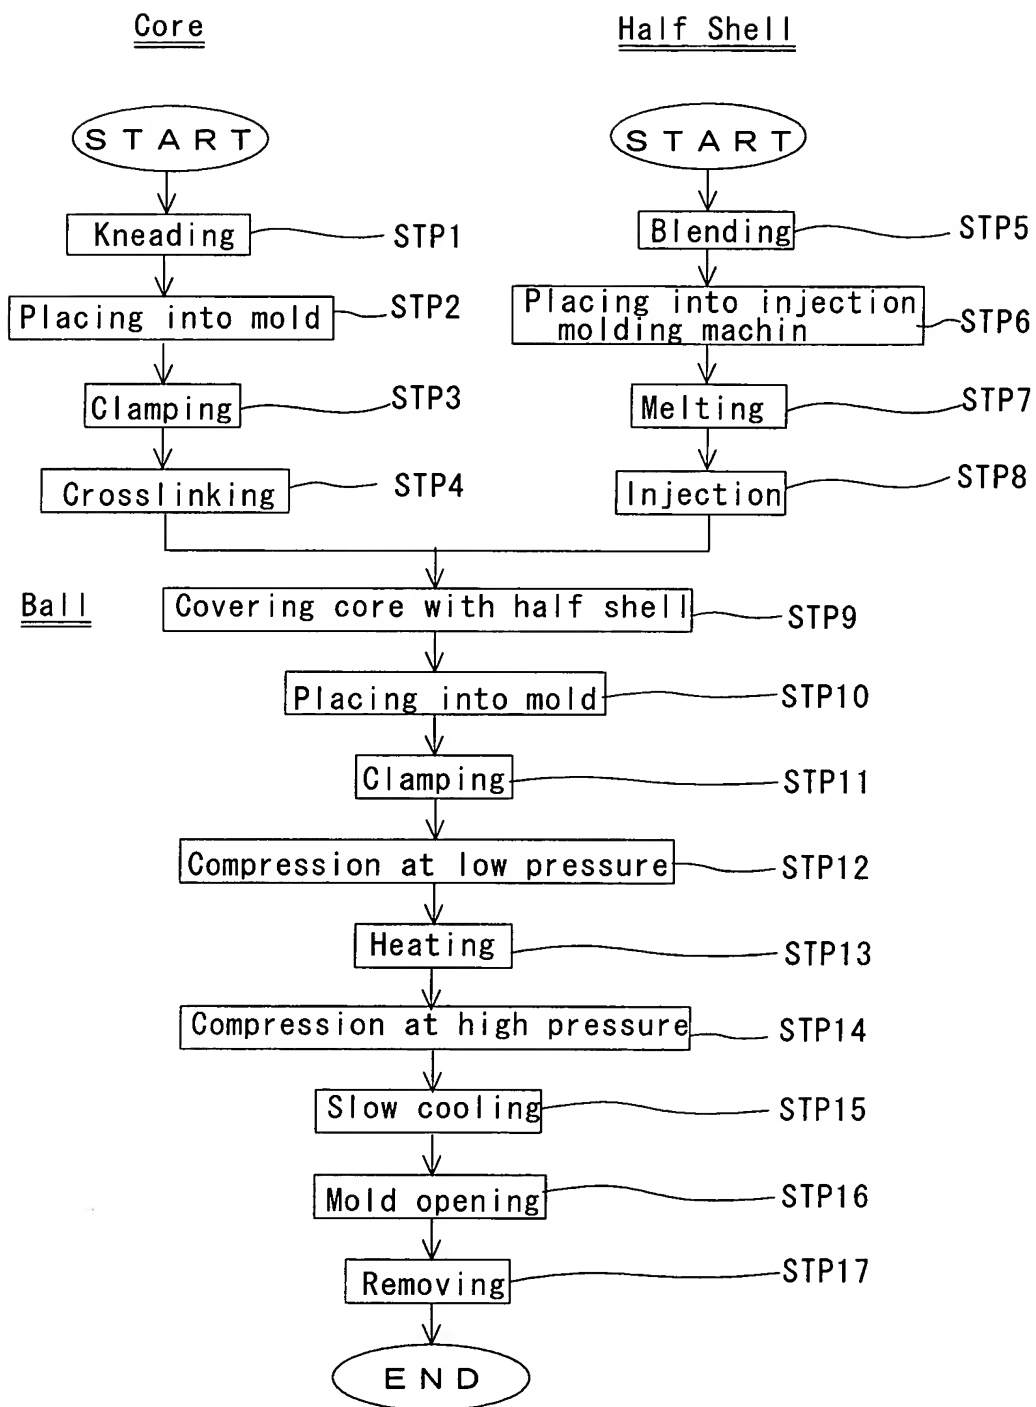 Core
Half Shell
START
START
Kneading
STP1
Blending
STP5
Placing into mold
STP2
Placing into injection
molding machin
STP6
Clamping
STP3
Melting
STP7
Crosslinking
STP4
Injection
STP8
Ball
Covering core with half shell
STP9
Placing into mold
STP10
Clamping
STP11
Compression at low pressure
STP12
Heating
STP13
Compression at high pressure
STP14
Slow cooling
STP15
Mold opening
STP16
Removing
STP17
END